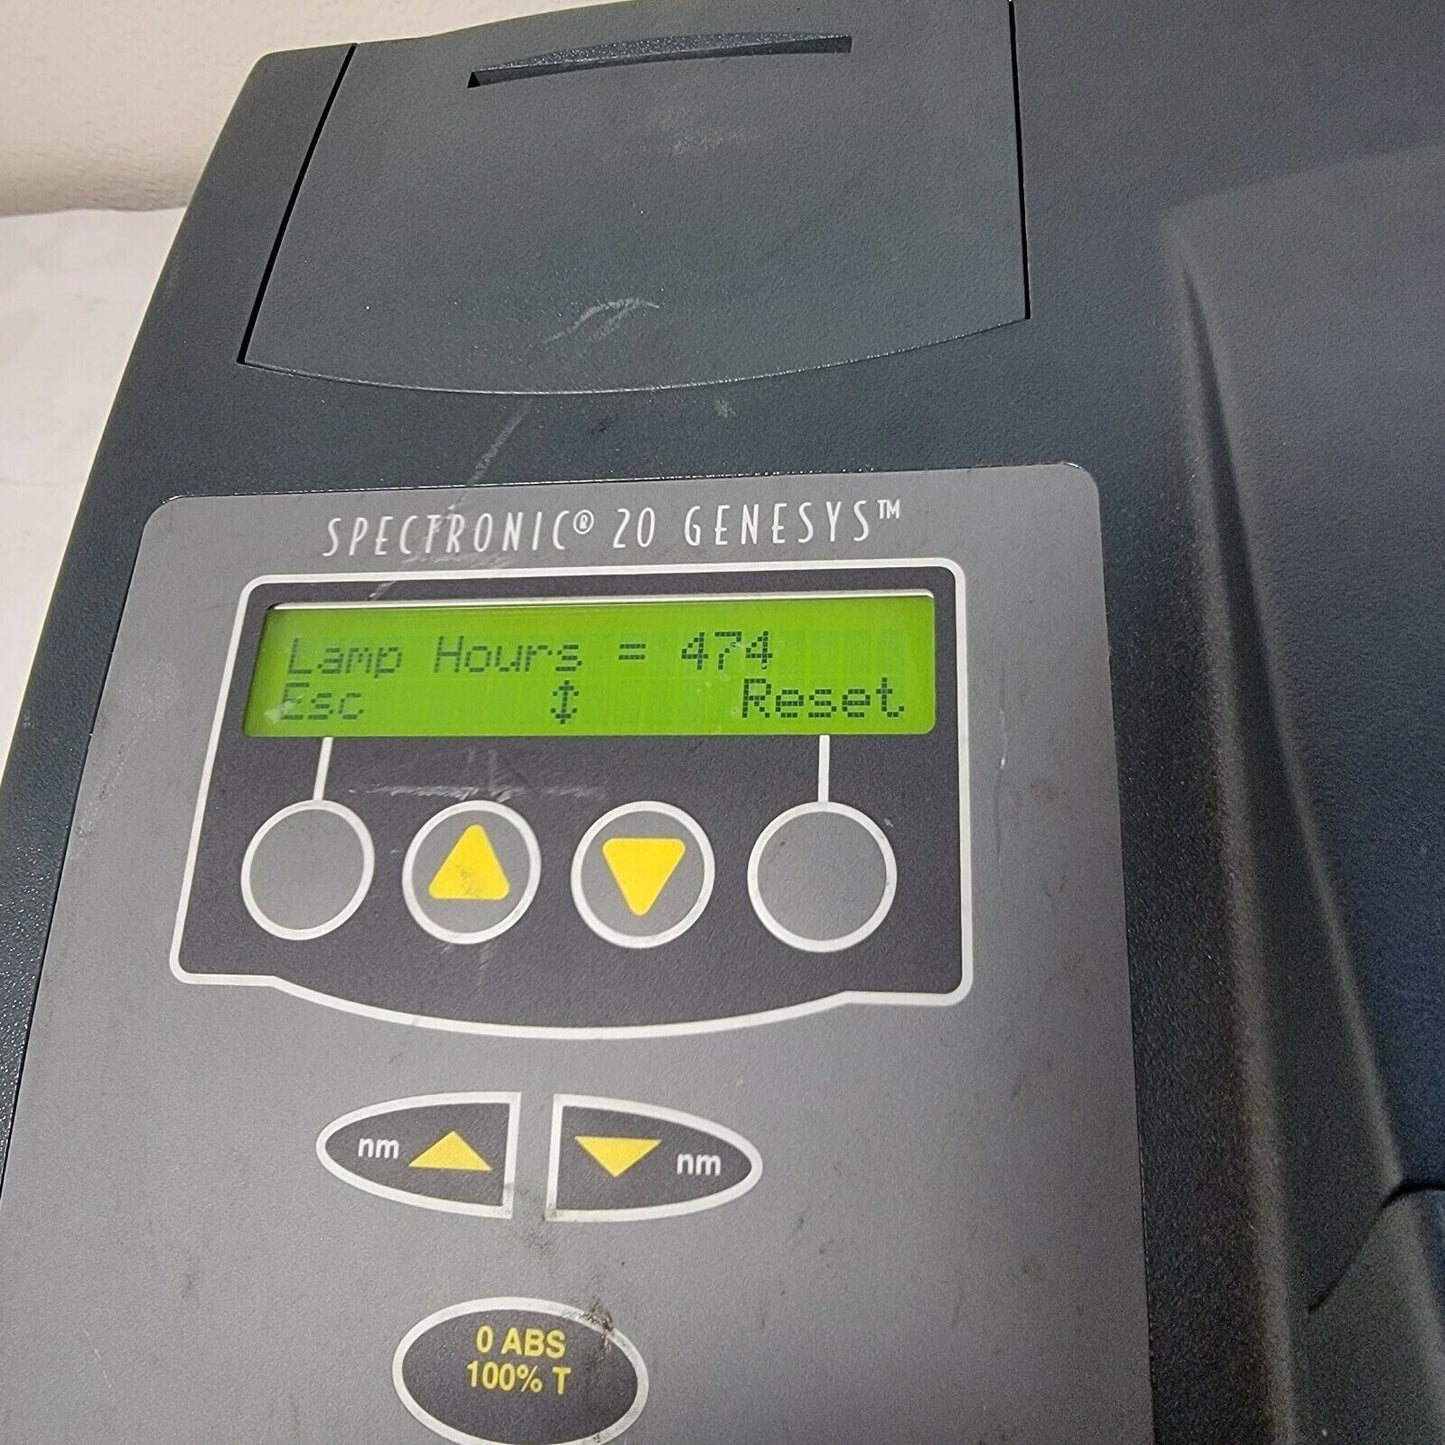 SPECTRONIC® 20 GENESYS™
Lamp Hours = 474
Esc ↕ Reset
nm nm
0 ABS
100% T